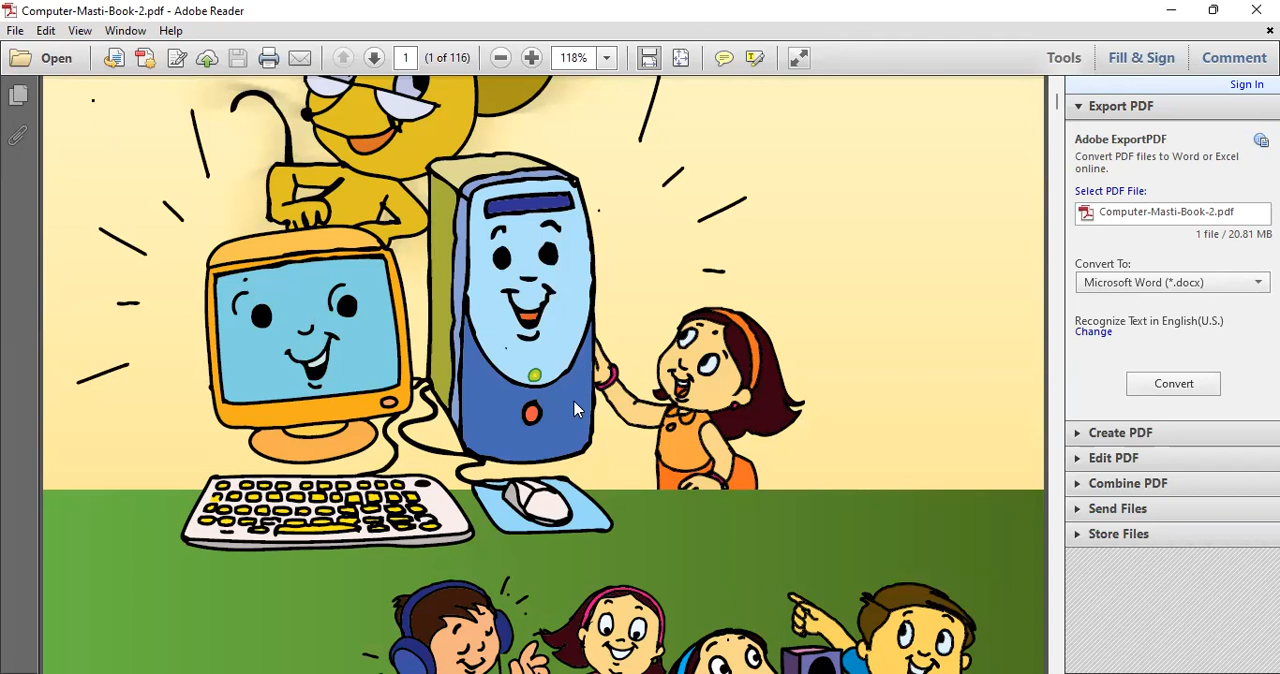 Computer-Masti-Book-2.pdf - Adobe Reader
File Edit View Window Help
Open 1 (1 of 116) 118% Tools Fill & Sign Comment
Sign In
Export PDF
Adobe ExportPDF
Convert PDF files to Word or Excel
online.
Select PDF File:
Computer-Masti-Book-2.pdf
1 file / 20.81 MB
Convert To:
Microsoft Word (*.docx)
Recognize Text in English(U.S.)
Change
Convert
Create PDF
Edit PDF
Combine PDF
Send Files
Store Files